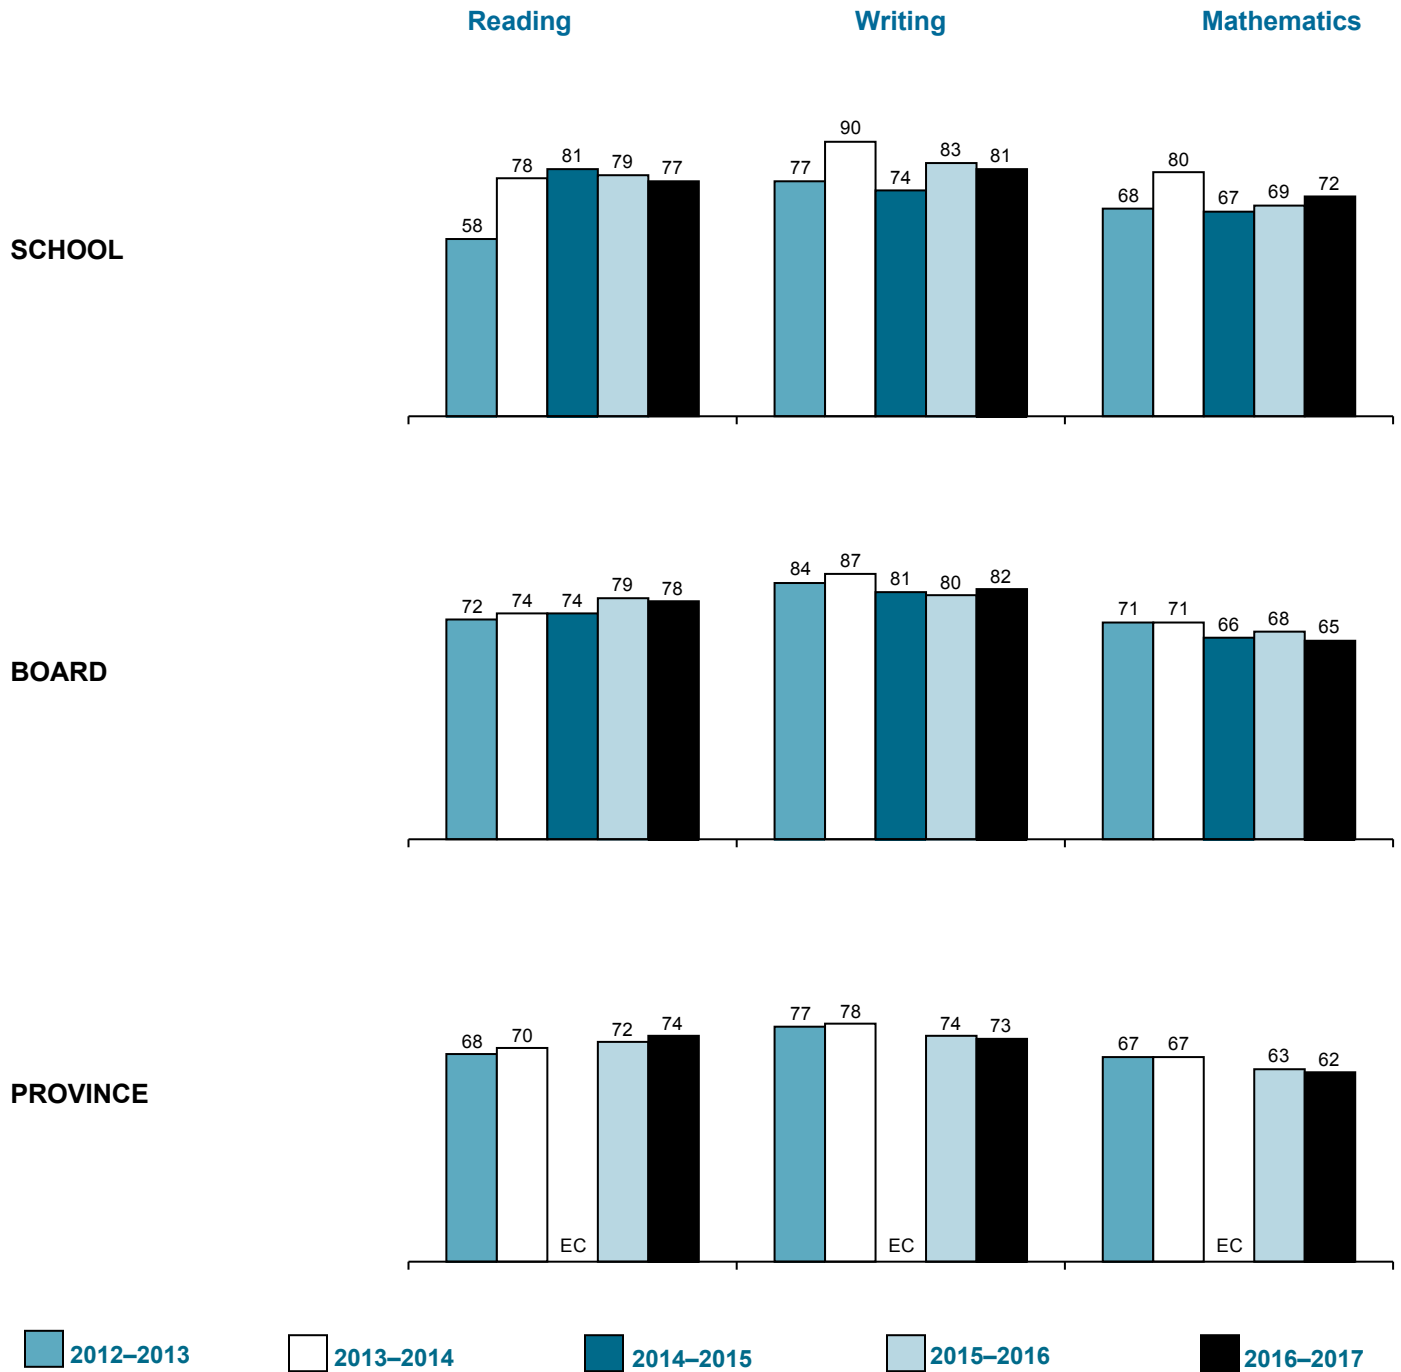 Reading Writing Mathematics
SCHOOL
58 78 81 79 77 77 90 74 83 81 68 80 67 69 72
BOARD
72 74 74 79 78 84 87 81 80 82 71 71 66 68 65
PROVINCE
68 70 EC 72 74 77 78 EC 74 73 67 67 EC 63 62
2012–2013 2013–2014 2014–2015 2015–2016 2016–2017